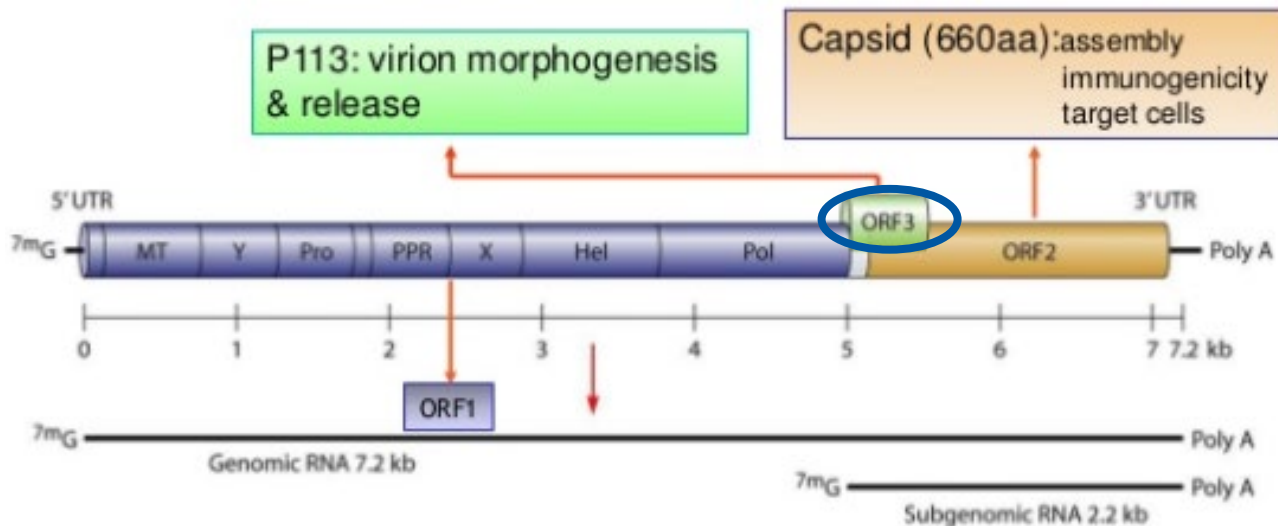 P113: virion morphogenesis
& release
Capsid (660aa):assembly
immunogenicity
target cells
5' UTR
3' UTR
7mG
MT
Y
Pro
PPR
X
Hel
Pol
ORF3
ORF2
Poly A
0
1
2
3
4
5
6
7
7.2 kb
ORF1
7mG
Poly A
Genomic RNA 7.2 kb
7mG
Poly A
Subgenomic RNA 2.2 kb